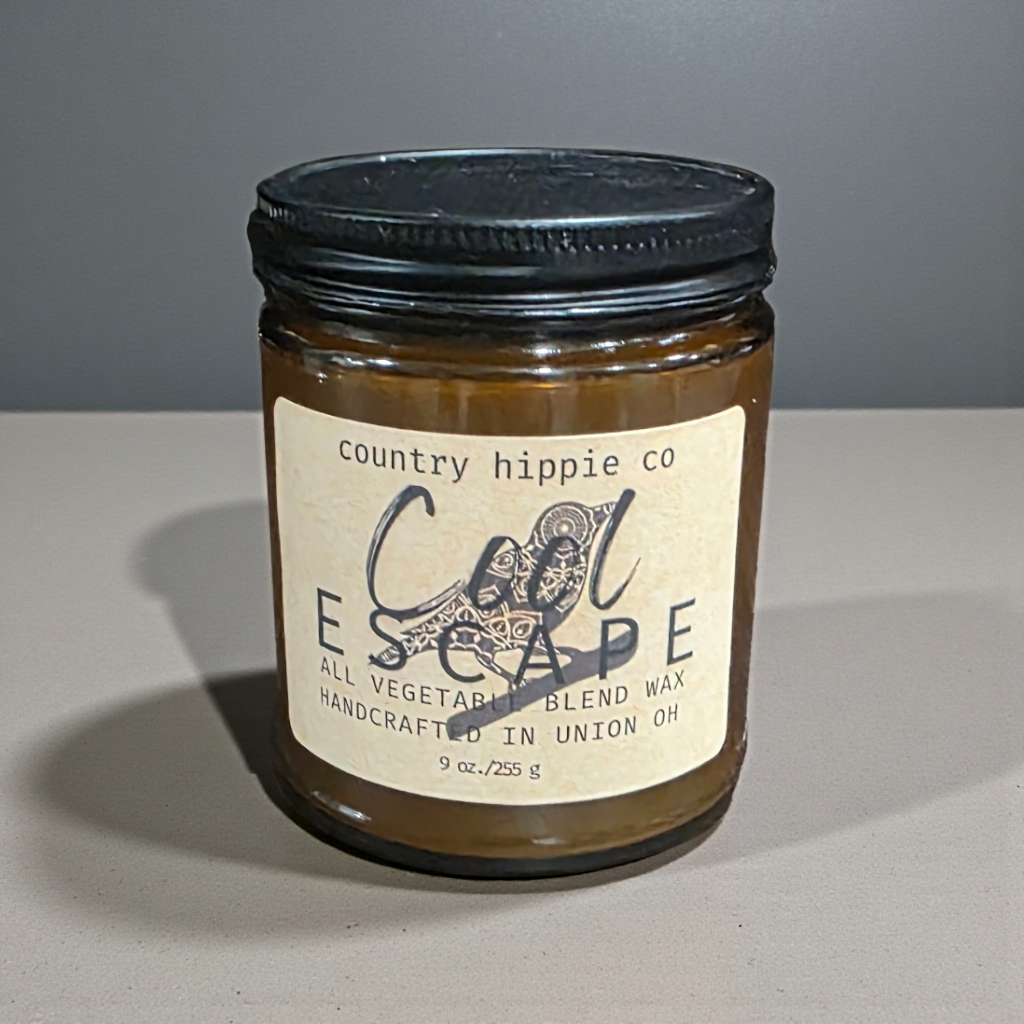 country hippie co
Cool
ESCAPE
ALL VEGETABLE BLEND WAX
HANDCRAFTED IN UNION OH
9 oz./255 g